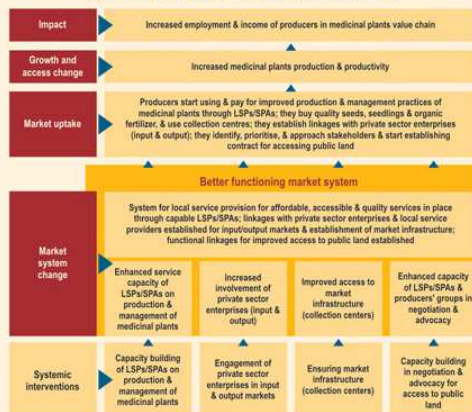 Impact
Increased employment & income of producers in medicinal plants value chain
Growth and
access change
Increased medicinal plants production & productivity
Market uptake
Producers start using & pay for improved production & management practices of
medicinal plants through LSPs/SPAs; they buy quality seeds, seedlings & organic
fertilizer, & use collection centres; they establish linkages with private sector enterprises
(input & output); they identify, prioritise, & approach stakeholders & start establishing
contract for accessing public land
Better functioning market system
Market
system
change
System for local service provision for affordable, accessible & quality services in place
through capable LSPs/SPAs; linkages with private sector enterprises & local service
providers established for input/output markets & establishment of market infrastructure;
functional linkages for improved access to public land established
Enhanced service
capacity of
LSPs/SPAs on
production &
management of
medicinal plants
Increased
involvement of
private sector
enterprises (input &
output)
Improved access to
market
infrastructure
(collection centers)
Enhanced capacity
of LSPs/SPAs &
producers' groups in
negotiation &
advocacy
Systemic
interventions
Capacity building
of LSPs/SPAs on
production &
management of
medicinal plants
Engagement of
private sector
enterprises in input
& output markets
Ensuring market
infrastructure
(collection centers)
Capacity building
in negotiation &
advocacy for
access to public
land